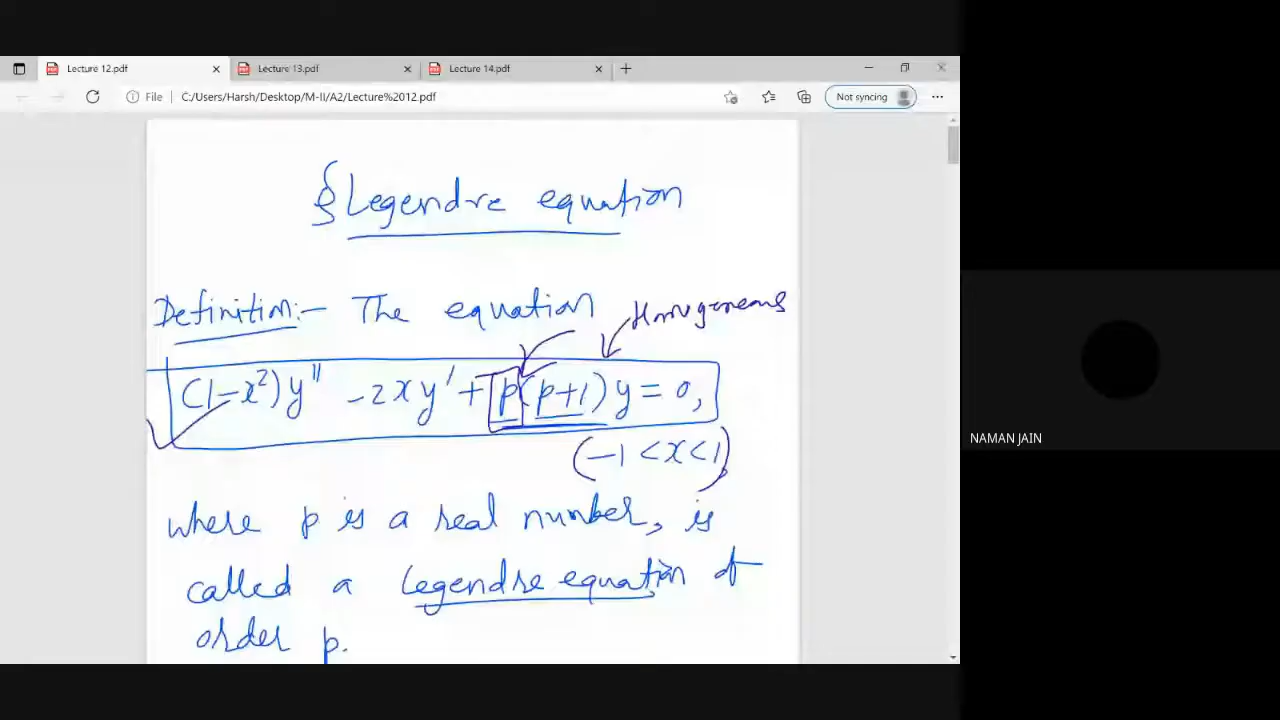 Lecture 12.pdf
Lecture 13.pdf
Lecture 14.pdf
File
C:/Users/Harsh/Desktop/M-II/A2/Lecture%2012.pdf
Not syncing
§ Legendre equation
Definition:- The equation
Homogeneous
(1-x²)y'' -2xy' + p(p+1)y = 0,
(-1 < x < 1),
where p is a real number, is
called a Legendre equation of
order p.
NAMAN JAIN